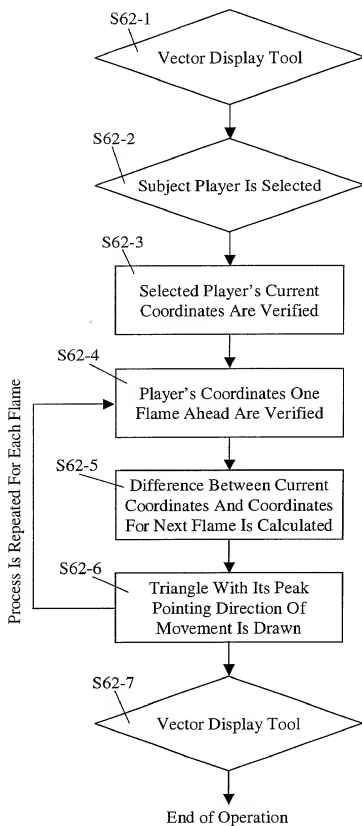 S62-1
Vector Display Tool
S62-2
Subject Player Is Selected
S62-3
Selected Player's Current
Coordinates Are Verified
S62-4
Player's Coordinates One
Flame Ahead Are Verified
Process Is Repeated For Each Flame
S62-5
Difference Between Current
Coordinates And Coordinates
For Next Flame Is Calculated
S62-6
Triangle With Its Peak
Pointing Direction Of
Movement Is Drawn
S62-7
Vector Display Tool
End of Operation